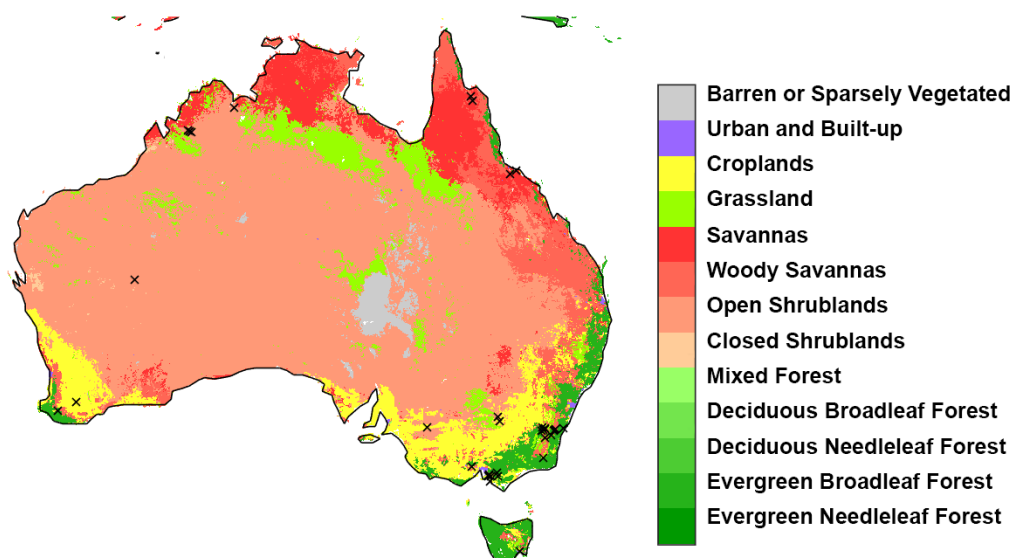 Barren or Sparsely Vegetated
Urban and Built-up
Croplands
Grassland
Savannas
Woody Savannas
Open Shrublands
Closed Shrublands
Mixed Forest
Deciduous Broadleaf Forest
Deciduous Needleleaf Forest
Evergreen Broadleaf Forest
Evergreen Needleleaf Forest